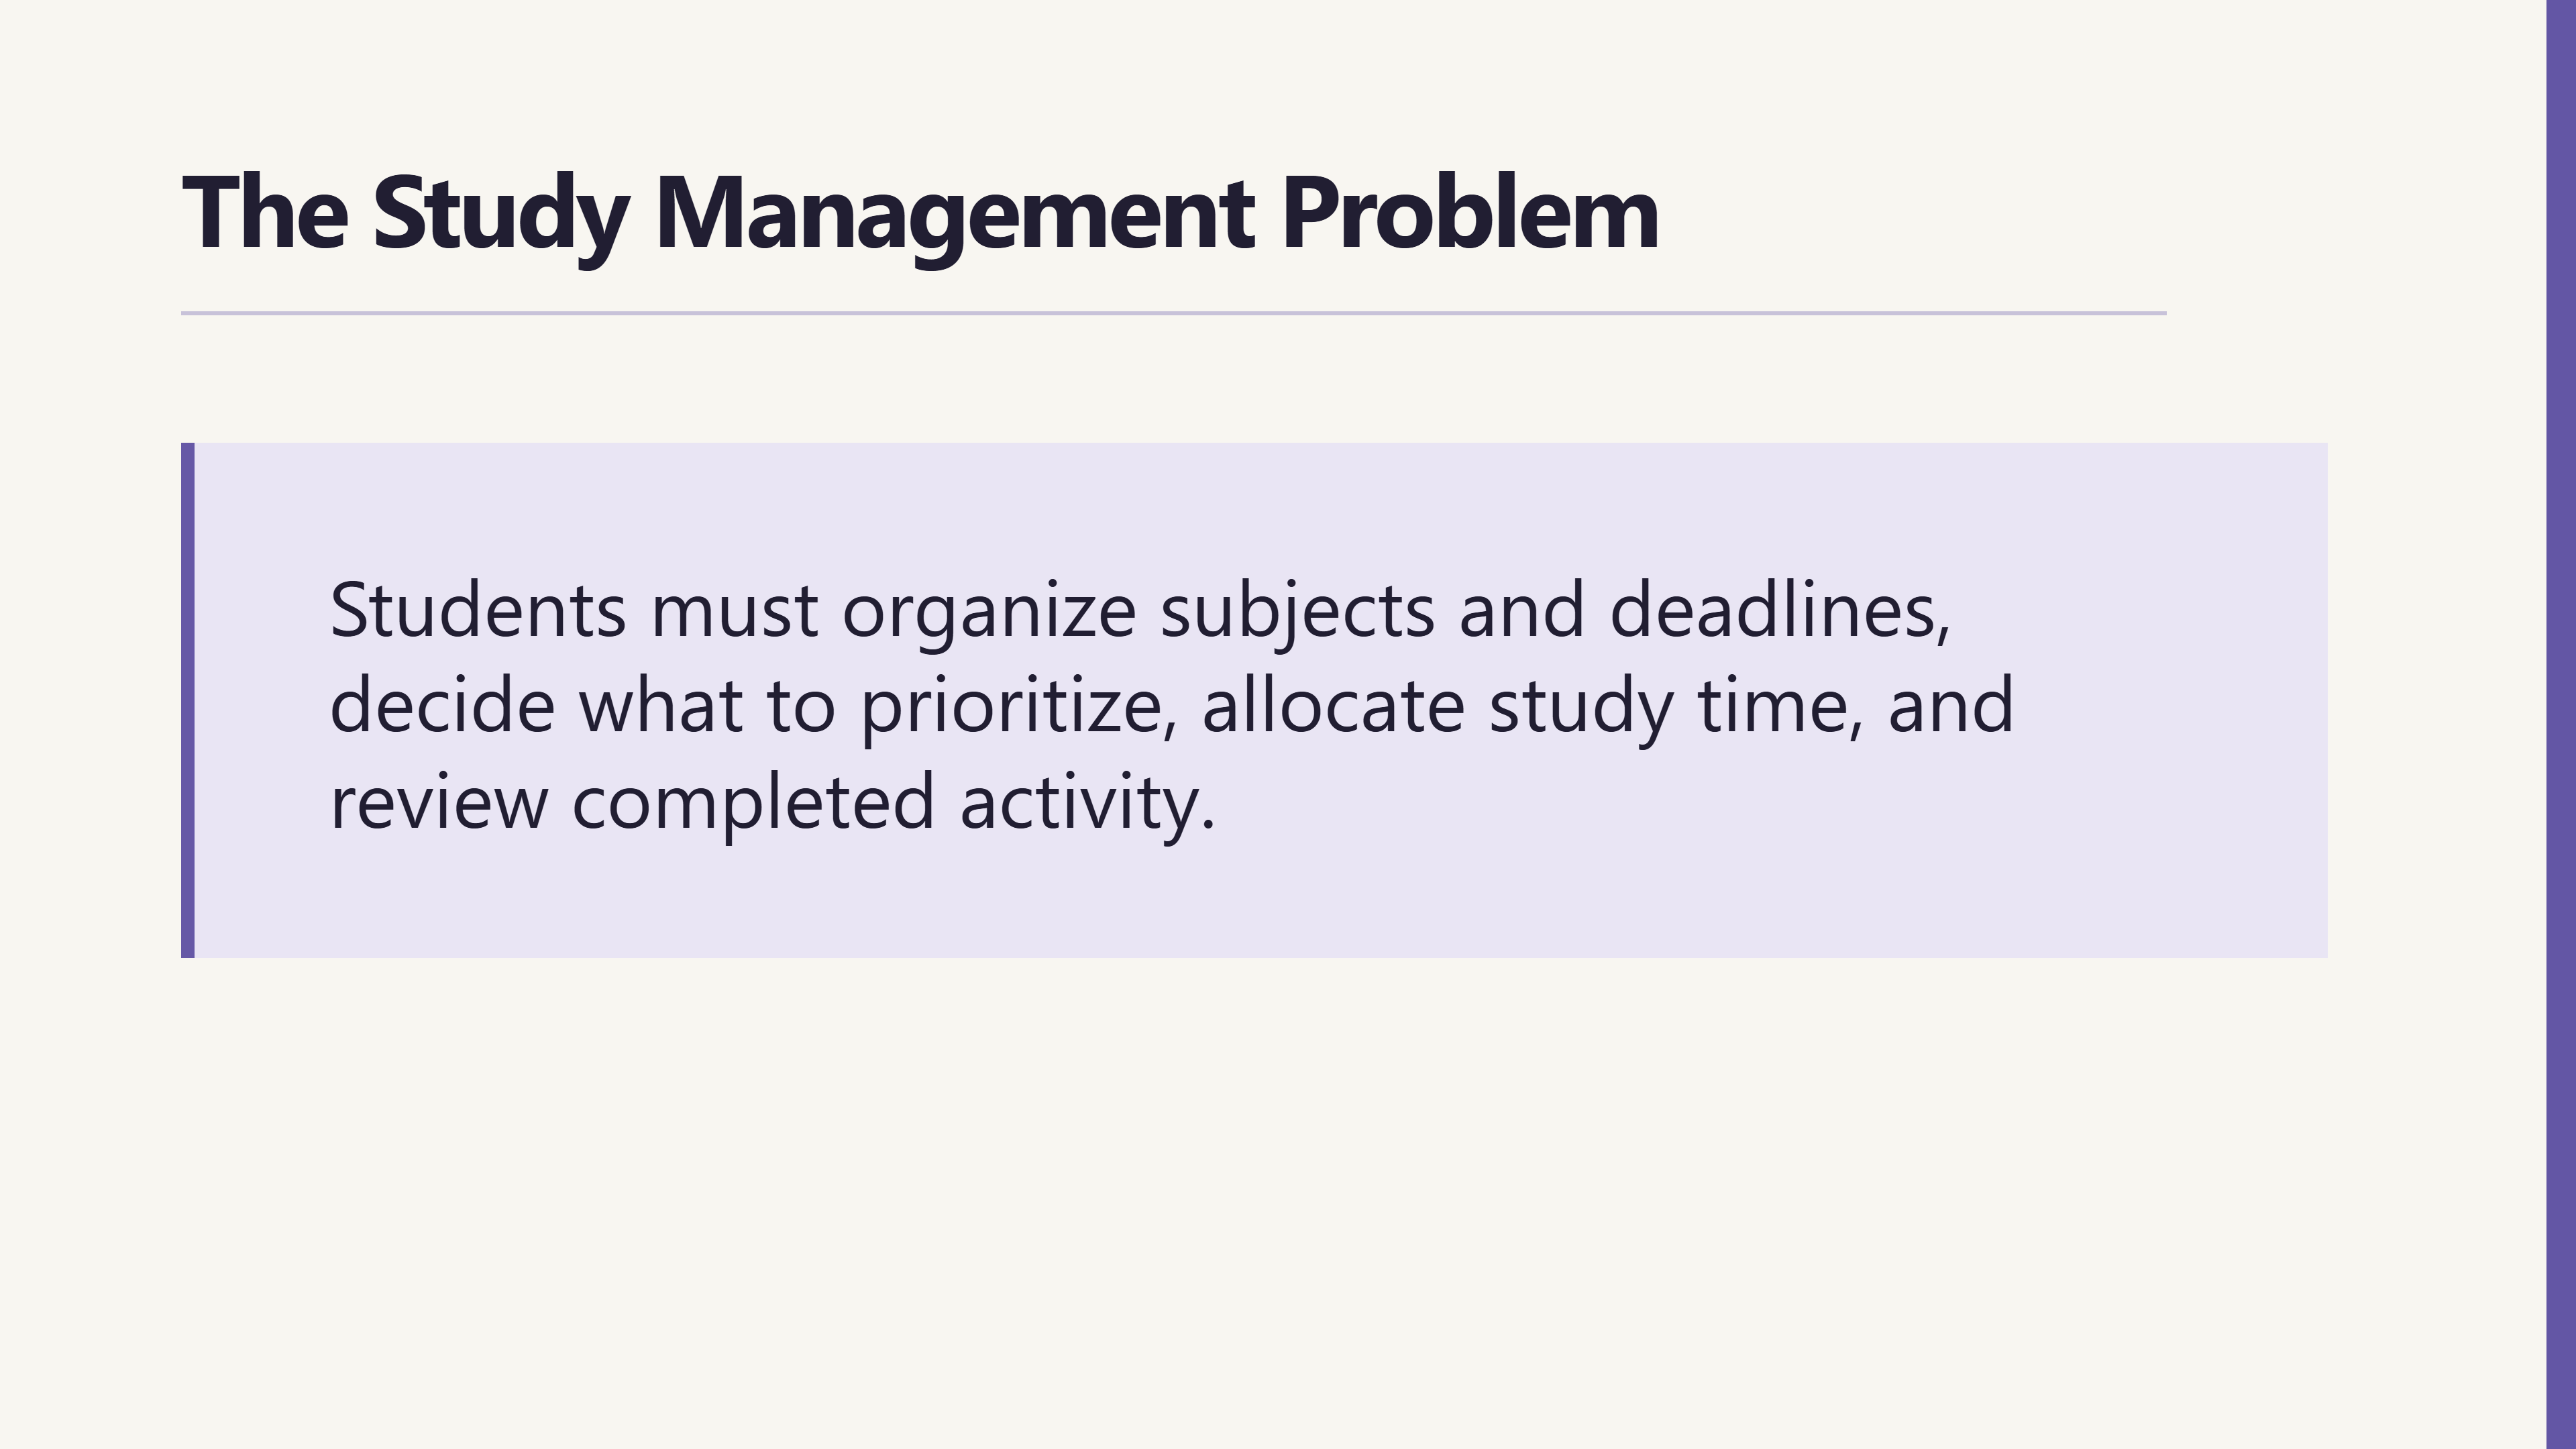 The Study Management Problem
Students must organize subjects and deadlines,
decide what to prioritize, allocate study time, and
review completed activity.